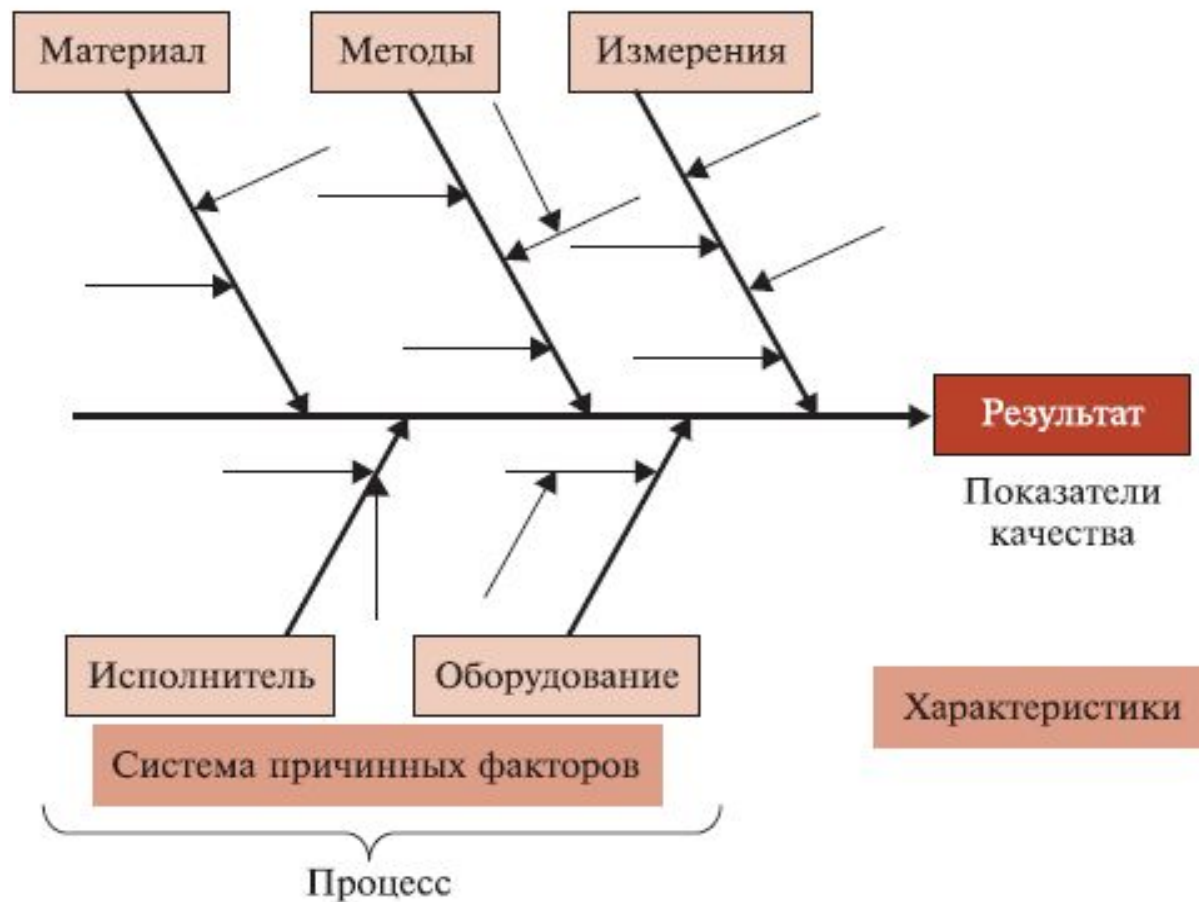 Материал
Методы
Измерения
Результат
Показатели
качества
Исполнитель
Оборудование
Характеристики
Система причинных факторов
Процесс